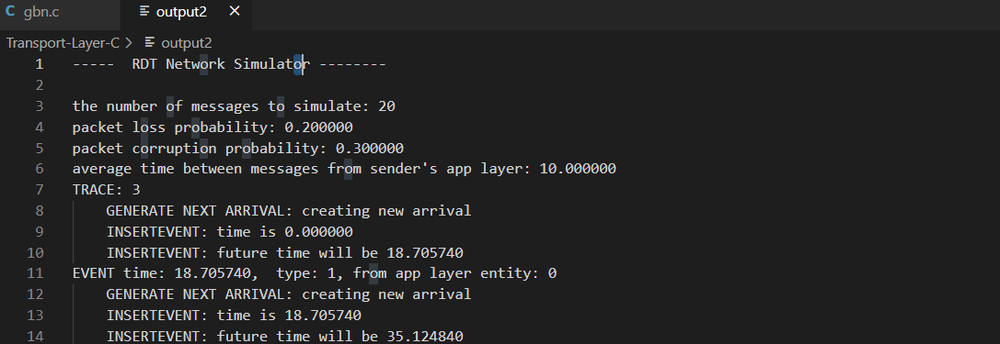 gbn.c
output2
Transport-Layer-C > output2
1 ----- RDT Network Simulator --------
2
3 the number of messages to simulate: 20
4 packet loss probability: 0.200000
5 packet corruption probability: 0.300000
6 average time between messages from sender's app layer: 10.000000
7 TRACE: 3
8 GENERATE NEXT ARRIVAL: creating new arrival
9 INSERTEVENT: time is 0.000000
10 INSERTEVENT: future time will be 18.705740
11 EVENT time: 18.705740,  type: 1, from app layer entity: 0
12 GENERATE NEXT ARRIVAL: creating new arrival
13 INSERTEVENT: time is 18.705740
14 INSERTEVENT: future time will be 35.124840